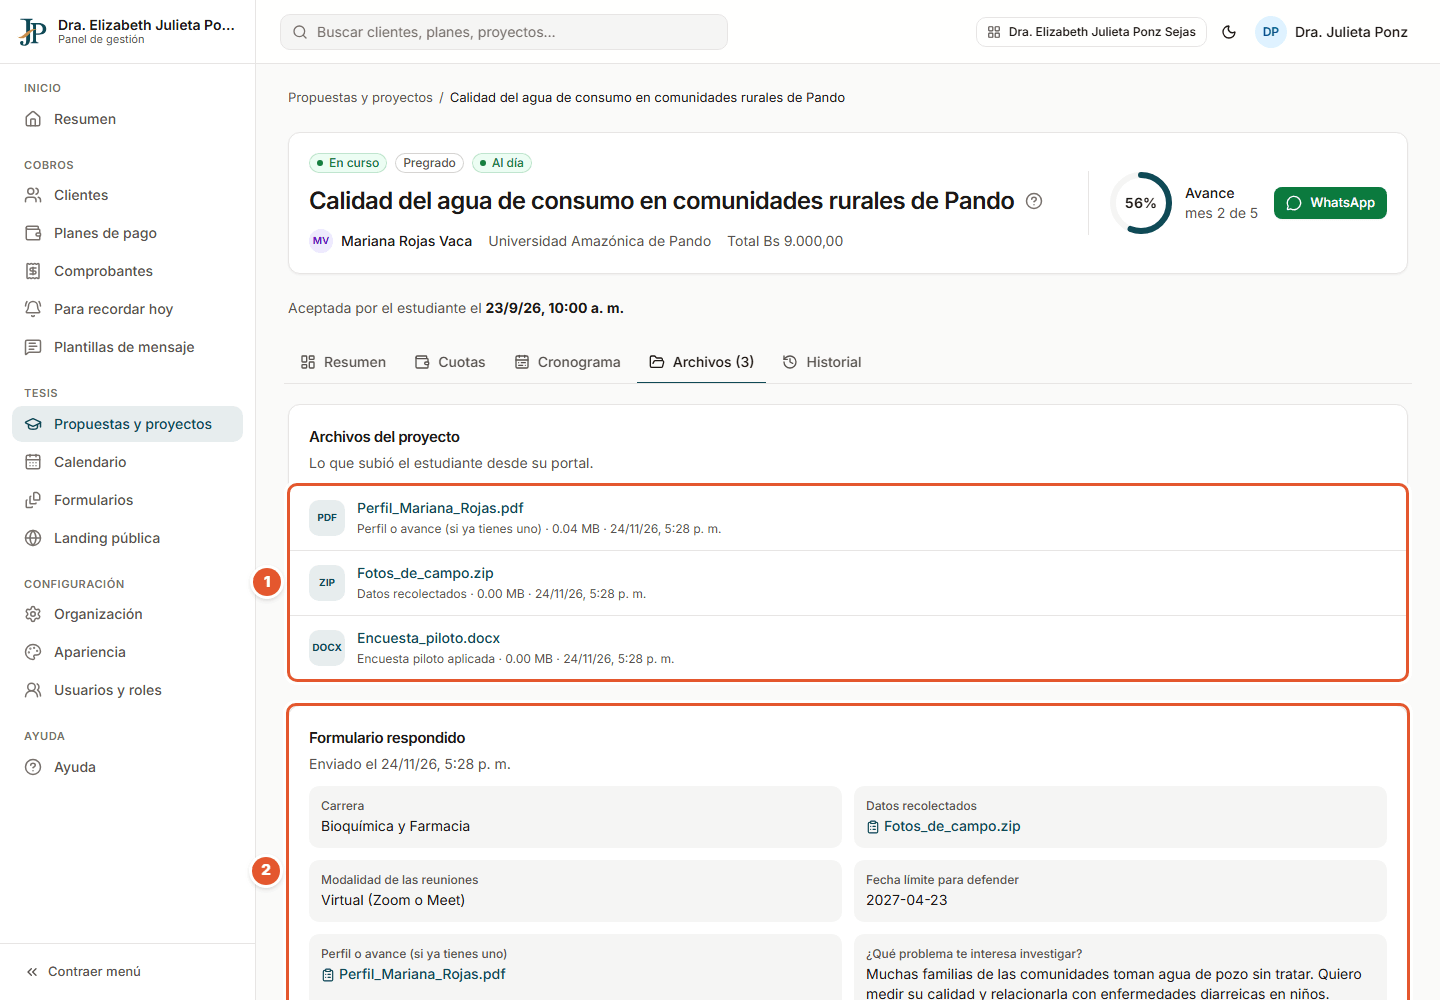 JP
Dra. Elizabeth Julieta Po...
Panel de gestión
Buscar clientes, planes, proyectos...
Dra. Elizabeth Julieta Ponz Sejas
DP
Dra. Julieta Ponz
INICIO
Resumen
COBROS
Clientes
Planes de pago
Comprobantes
Para recordar hoy
Plantillas de mensaje
TESIS
Propuestas y proyectos
Calendario
Formularios
Landing pública
CONFIGURACIÓN
Organización
Apariencia
Usuarios y roles
AYUDA
Ayuda
Contraer menú
Propuestas y proyectos / Calidad del agua de consumo en comunidades rurales de Pando
En curso
Pregrado
Al día
Calidad del agua de consumo en comunidades rurales de Pando
MV
Mariana Rojas Vaca
Universidad Amazónica de Pando
Total Bs 9.000,00
56%
Avance
mes 2 de 5
WhatsApp
Aceptada por el estudiante el 23/9/26, 10:00 a. m.
Resumen
Cuotas
Cronograma
Archivos (3)
Historial
Archivos del proyecto
Lo que subió el estudiante desde su portal.
1
PDF
Perfil_Mariana_Rojas.pdf
Perfil o avance (si ya tienes uno) · 0.04 MB · 24/11/26, 5:28 p. m.
ZIP
Fotos_de_campo.zip
Datos recolectados · 0.00 MB · 24/11/26, 5:28 p. m.
DOCX
Encuesta_piloto.docx
Encuesta piloto aplicada · 0.00 MB · 24/11/26, 5:28 p. m.
2
Formulario respondido
Enviado el 24/11/26, 5:28 p. m.
Carrera
Bioquímica y Farmacia
Datos recolectados
Fotos_de_campo.zip
Modalidad de las reuniones
Virtual (Zoom o Meet)
Fecha límite para defender
2027-04-23
Perfil o avance (si ya tienes uno)
Perfil_Mariana_Rojas.pdf
¿Qué problema te interesa investigar?
Muchas familias de las comunidades toman agua de pozo sin tratar. Quiero
medir su calidad y relacionarla con enfermedades diarreicas en niños.